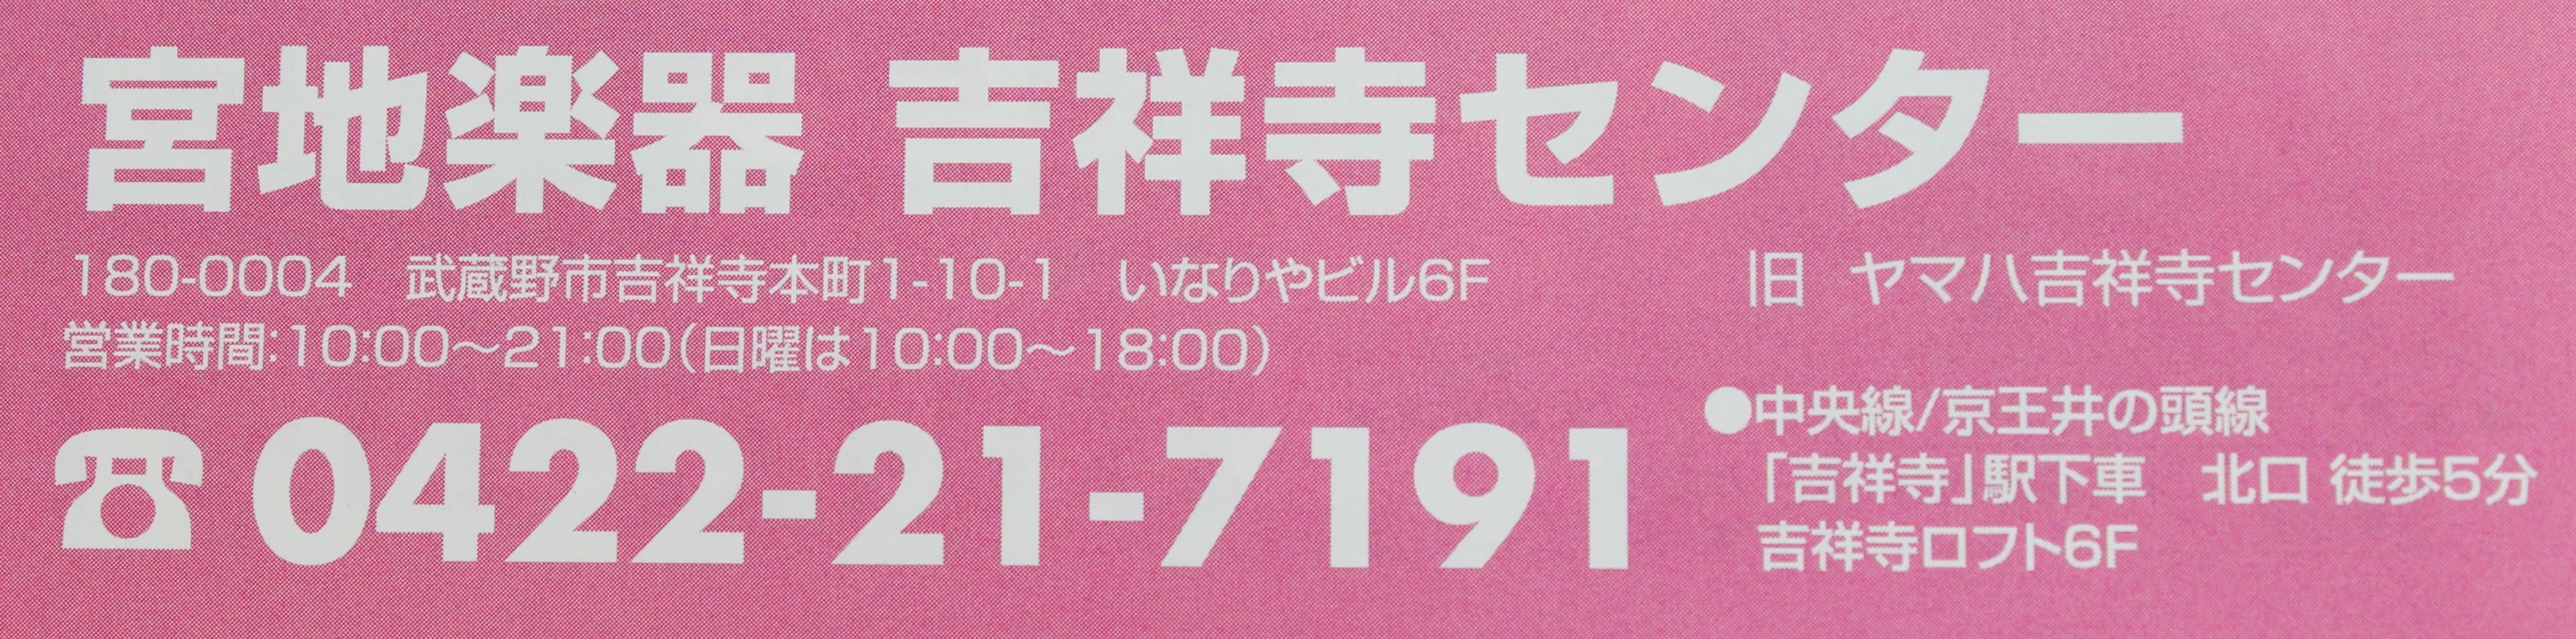 宮地楽器 吉祥寺センター
180-0004　武蔵野市吉祥寺本町1-10-1　いなりやビル6F
営業時間:10:00～21:00(日曜は10:00～18:00)
☎0422-21-7191
旧 ヤマハ吉祥寺センター
●中央線/京王井の頭線
「吉祥寺」駅下車　北口 徒歩5分
吉祥寺ロフト6F